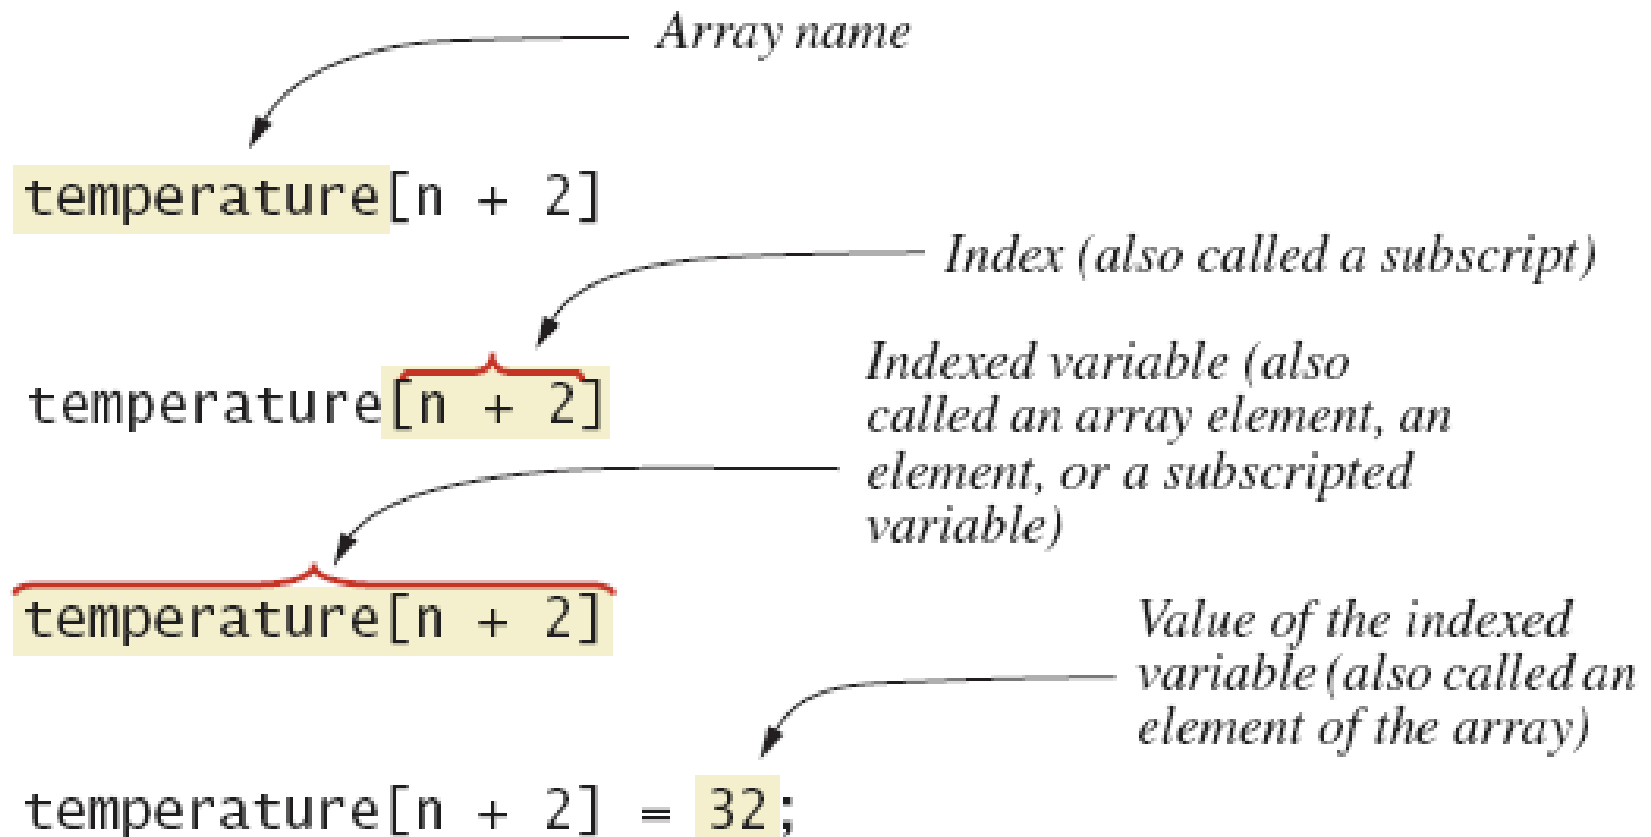 Array name
temperature[n + 2]
Index (also called a subscript)
temperature[n + 2]
Indexed variable (also
called an array element, an
element, or a subscripted
variable)
temperature[n + 2]
Value of the indexed
variable (also called an
element of the array)
temperature[n + 2] = 32;